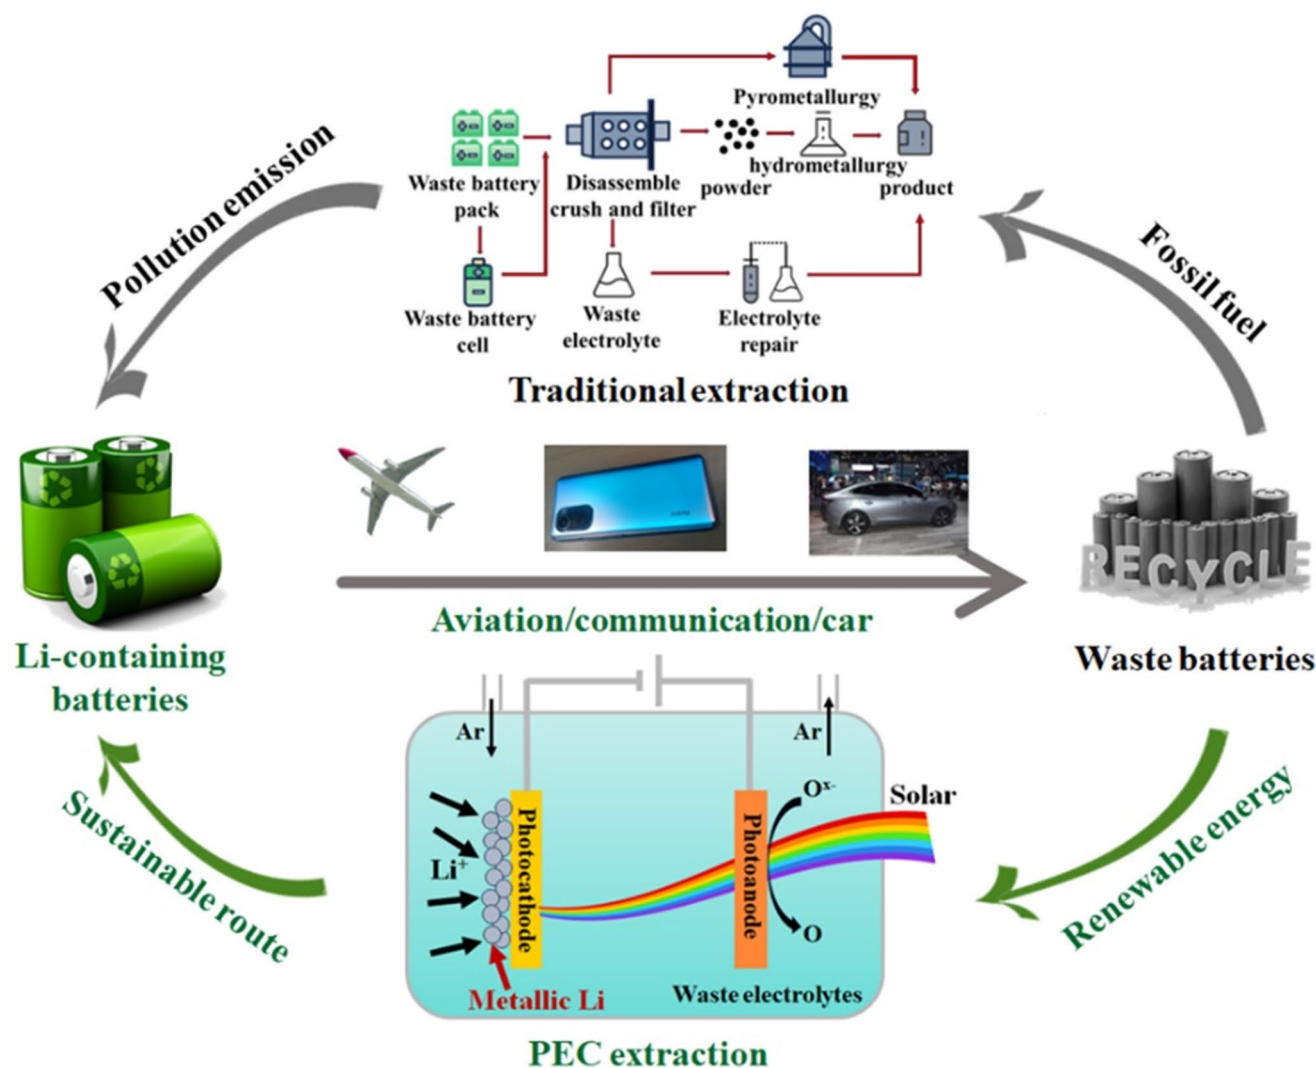 Pollution emission
Pyrometallurgy
hydrometallurgy
Waste battery
pack
Disassemble
crush and filter
powder
product
Waste battery
cell
Waste
electrolyte
Electrolyte
repair
Traditional extraction
Fossil fuel
Li-containing
batteries
Aviation/communication/car
RECYCLE
Waste batteries
Ar
Ar
Li⁺
Photocathode
Photoanode
Oˣ⁻
O
Solar
Metallic Li
Waste electrolytes
PEC extraction
Sustainable route
Renewable energy